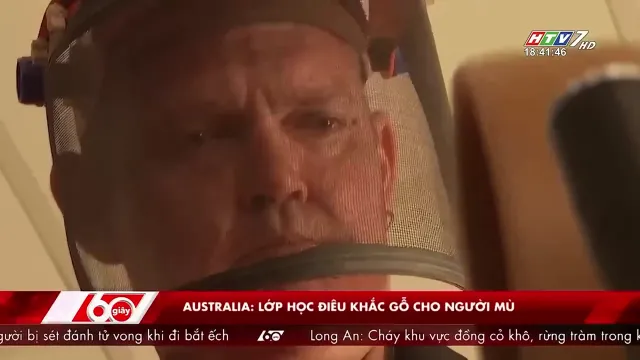 HTV7 HD
18:41:46
60 giây
AUSTRALIA: LỚP HỌC ĐIÊU KHẮC GỖ CHO NGƯỜI MÙ
gười bị sét đánh tử vong khi đi bắt ếch
Long An: Cháy khu vực đồng cỏ khô, rừng tràm trong k